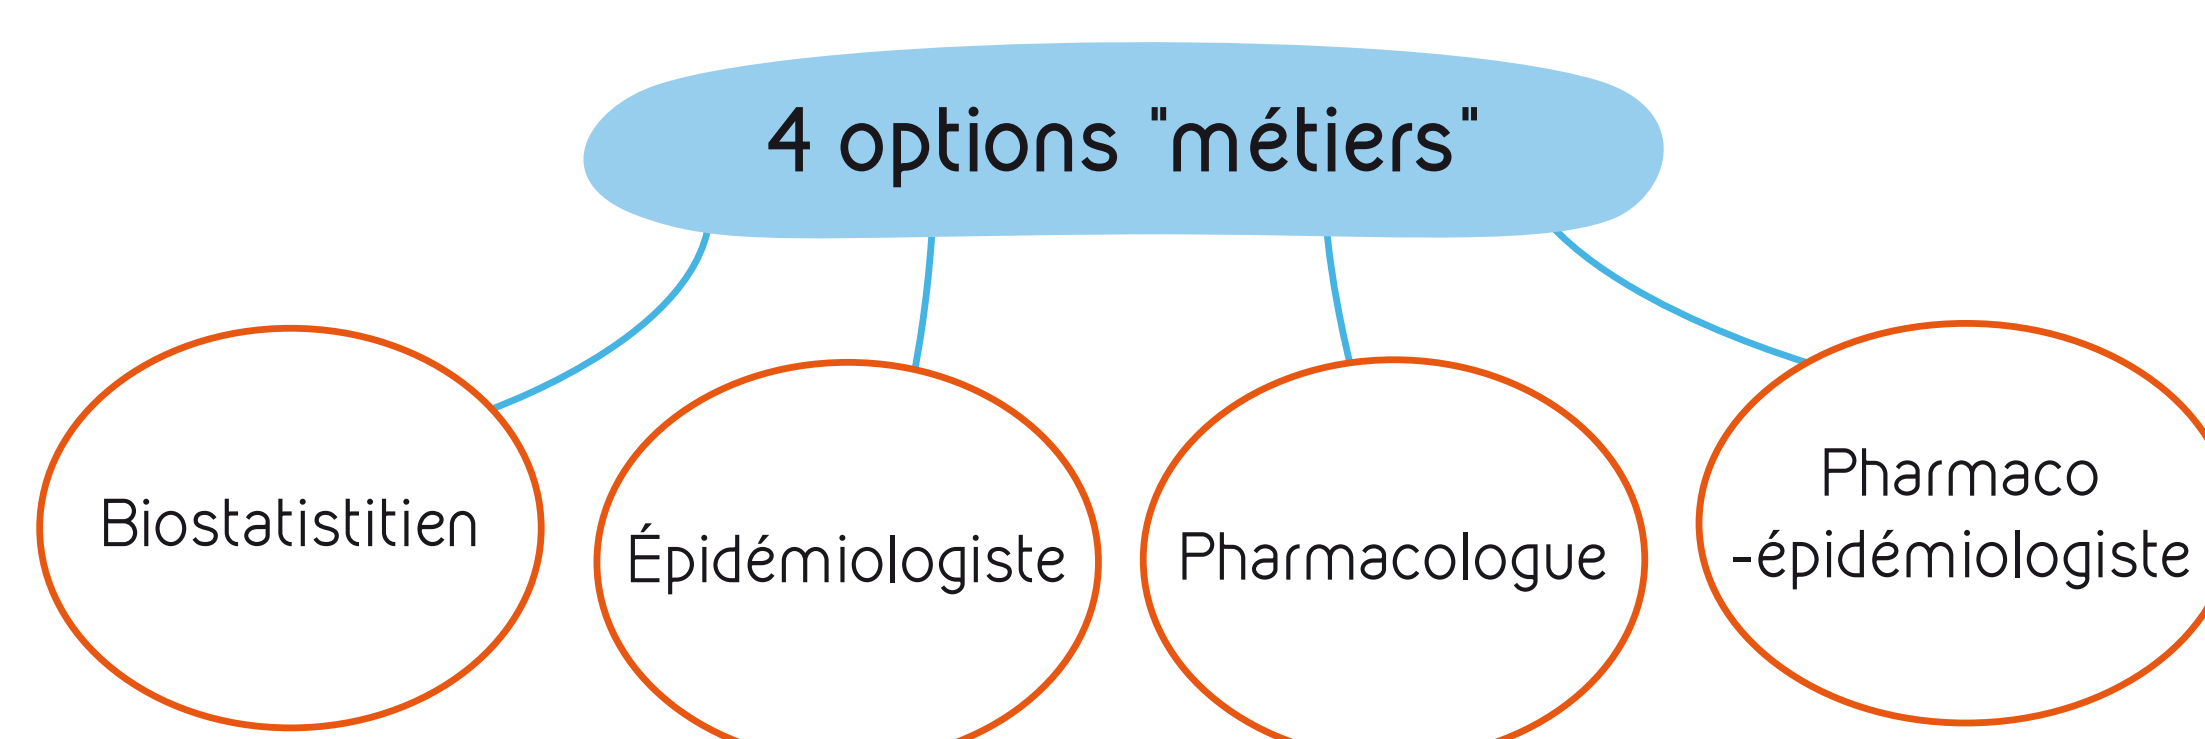 4 options "métiers"
Biostatistitien
Épidémiologiste
Pharmacologue
Pharmaco
-épidémiologiste